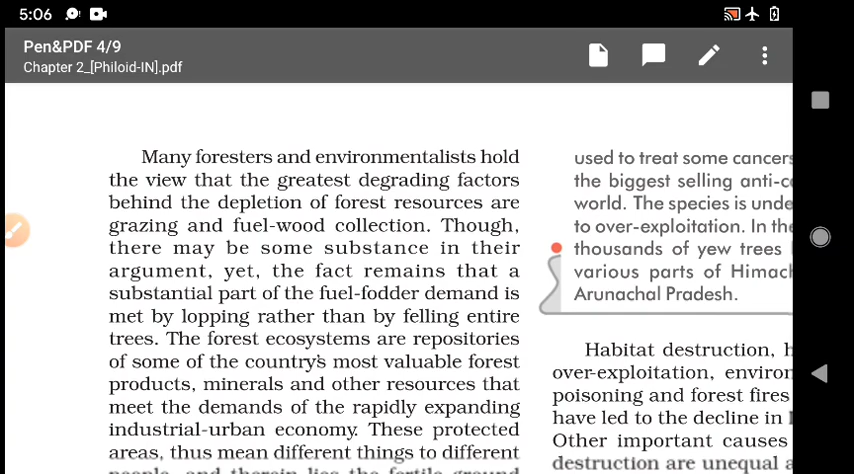 5:06
Pen&PDF 4/9
Chapter 2_[Philoid-IN].pdf
Many foresters and environmentalists hold
the view that the greatest degrading factors
behind the depletion of forest resources are
grazing and fuel-wood collection. Though,
there may be some substance in their
argument, yet, the fact remains that a
substantial part of the fuel-fodder demand is
met by lopping rather than by felling entire
trees. The forest ecosystems are repositories
of some of the country's most valuable forest
products, minerals and other resources that
meet the demands of the rapidly expanding
industrial-urban economy. These protected
areas, thus mean different things to different
people, and therein lies the fertile ground
used to treat some cancers
the biggest selling anti-c
world. The species is unde
to over-exploitation. In the
thousands of yew trees
various parts of Himach
Arunachal Pradesh.
Habitat destruction, h
over-exploitation, environ
poisoning and forest fires
have led to the decline in
Other important causes
destruction are unequal a